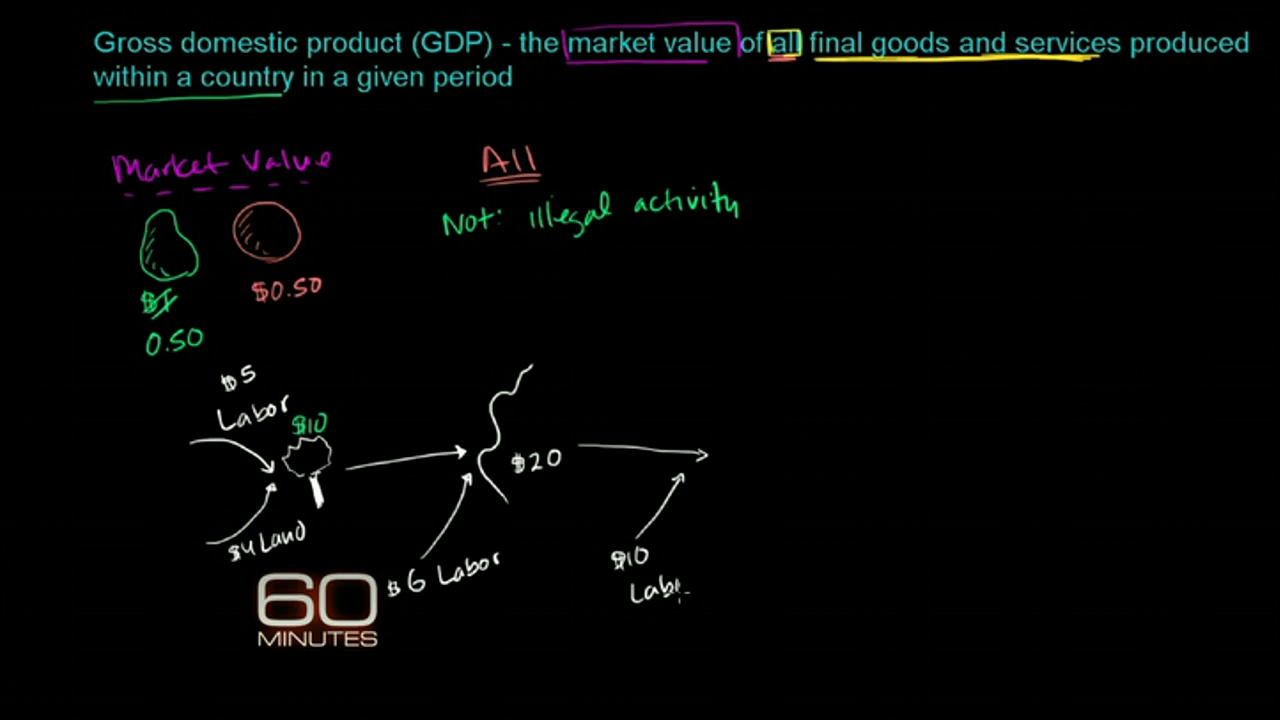 Gross domestic product (GDP) - the market value of all final goods and services produced
within a country in a given period
Market Value
All
Not: illegal activity
$1
$0.50
0.50
$5
Labor
$10
$20
$4 Land
$6 Labor
$10
Labo
60
MINUTES